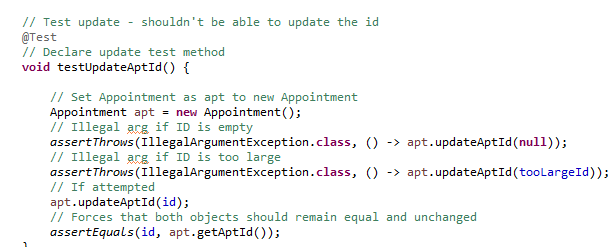 // Test update - shouldn't be able to update the id
@Test
// Declare update test method
void testUpdateAptId() {
// Set Appointment as apt to new Appointment
Appointment apt = new Appointment();
// Illegal arg if ID is empty
assertThrows(IllegalArgumentException.class, () -> apt.updateAptId(null));
// Illegal arg if ID is too large
assertThrows(IllegalArgumentException.class, () -> apt.updateAptId(tooLargeId));
// If attempted
apt.updateAptId(id);
// Forces that both objects should remain equal and unchanged
assertEquals(id, apt.getAptId());